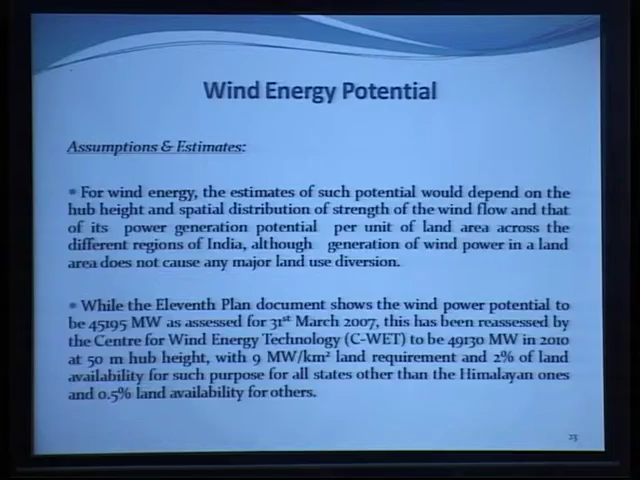 Wind Energy Potential
Assumptions & Estimates:
* For wind energy, the estimates of such potential would depend on the
hub height and spatial distribution of strength of the wind flow and that
of its power generation potential per unit of land area across the
different regions of India, although generation of wind power in a land
area does not cause any major land use diversion.
* While the Eleventh Plan document shows the wind power potential to
be 45195 MW as assessed for 31st March 2007, this has been reassessed by
the Centre for Wind Energy Technology (C-WET) to be 49130 MW in 2010
at 50 m hub height, with 9 MW/km² land requirement and 2% of land
availability for such purpose for all states other than the Himalayan ones
and 0.5% land availability for others.
23